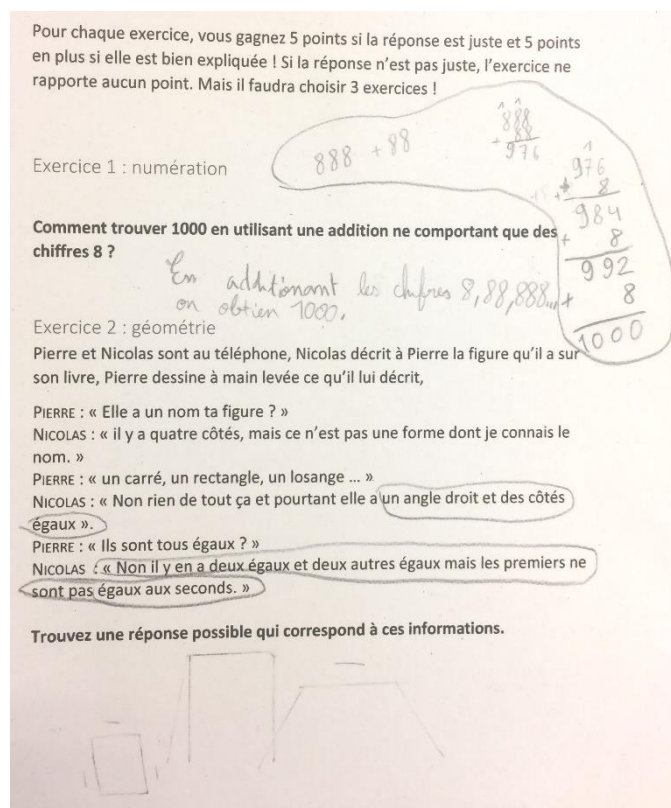 Pour chaque exercice, vous gagnez 5 points si la réponse est juste et 5 points
en plus si elle est bien expliquée ! Si la réponse n'est pas juste, l'exercice ne
rapporte aucun point. Mais il faudra choisir 3 exercices !
888 + 88
1 1
888
+ 88
976
Exercice 1 : numération
1
976
+ 8
984
+ 8
992
+ 8
1000
Comment trouver 1000 en utilisant une addition ne comportant que des
chiffres 8 ?
En additionant les chifres 8,88,888...
on obtien 1000.
Exercice 2 : géométrie
Pierre et Nicolas sont au téléphone, Nicolas décrit à Pierre la figure qu'il a sur
son livre, Pierre dessine à main levée ce qu'il lui décrit,
PIERRE : « Elle a un nom ta figure ? »
NICOLAS : « il y a quatre côtés, mais ce n'est pas une forme dont je connais le
nom. »
PIERRE : « un carré, un rectangle, un losange ... »
NICOLAS : « Non rien de tout ça et pourtant elle a un angle droit et des côtés
égaux ».
PIERRE : « Ils sont tous égaux ? »
NICOLAS : « Non il y en a deux égaux et deux autres égaux mais les premiers ne
sont pas égaux aux seconds. »
Trouvez une réponse possible qui correspond à ces informations.